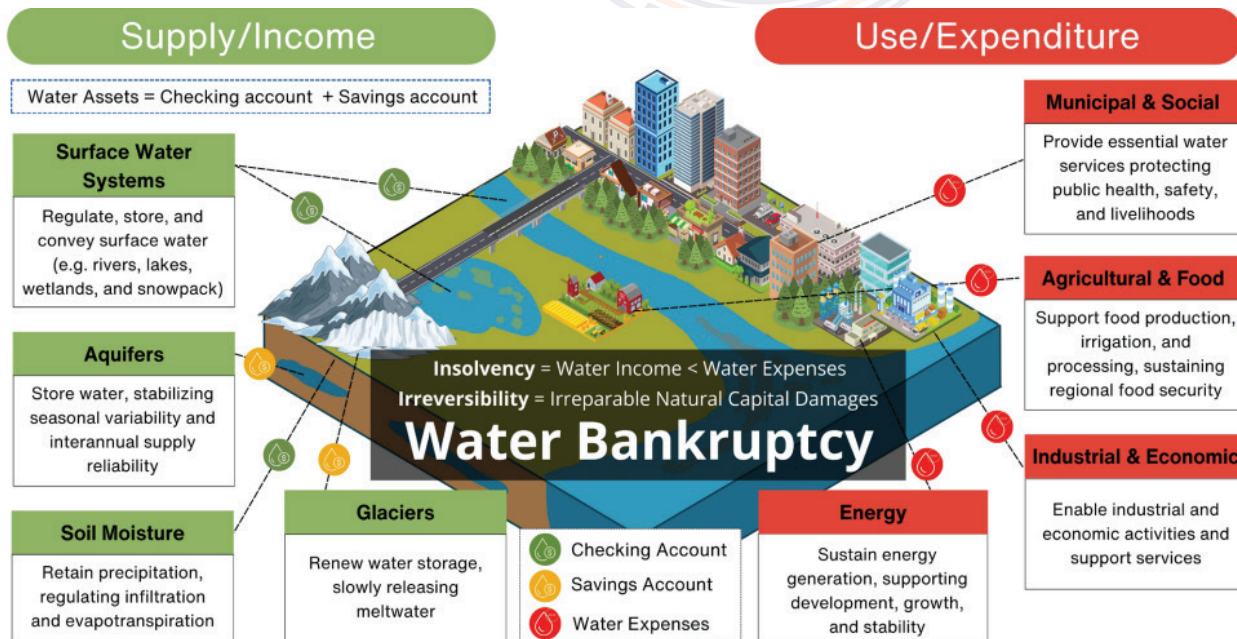 Supply/Income
Use/Expenditure
Water Assets = Checking account + Savings account
Surface Water
Systems
Regulate, store, and
convey surface water
(e.g. rivers, lakes,
wetlands, and snowpack)
Aquifers
Store water, stabilizing
seasonal variability and
interannual supply
reliability
Soil Moisture
Retain precipitation,
regulating infiltration
and evapotranspiration
Glaciers
Renew water storage,
slowly releasing
meltwater
Insolvency = Water Income < Water Expenses
Irreversibility = Irreparable Natural Capital Damages
Water Bankruptcy
Checking Account
Savings Account
Water Expenses
Municipal & Social
Provide essential water
services protecting
public health, safety,
and livelihoods
Agricultural & Food
Support food production,
irrigation, and
processing, sustaining
regional food security
Industrial & Economic
Enable industrial and
economic activities and
support services
Energy
Sustain energy
generation, supporting
development, growth,
and stability